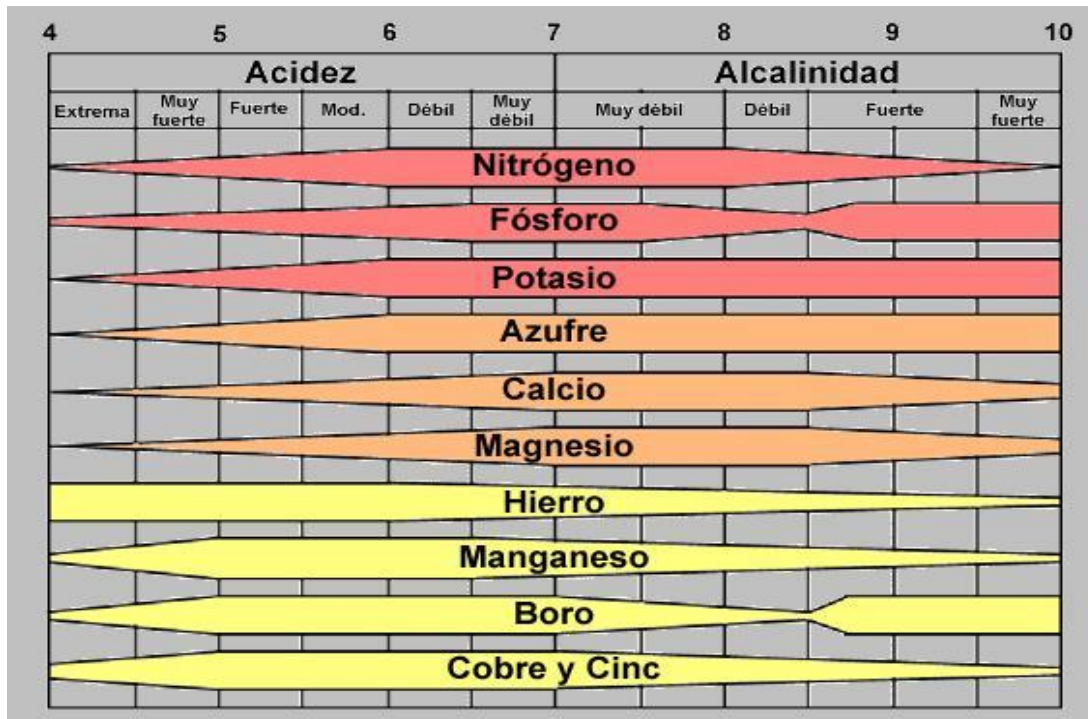 4 5 6 7 8 9 10
Acidez Alcalinidad
Extrema Muy fuerte Fuerte Mod. Débil Muy débil Muy débil Débil Fuerte Muy fuerte
Nitrógeno
Fósforo
Potasio
Azufre
Calcio
Magnesio
Hierro
Manganeso
Boro
Cobre y Cinc